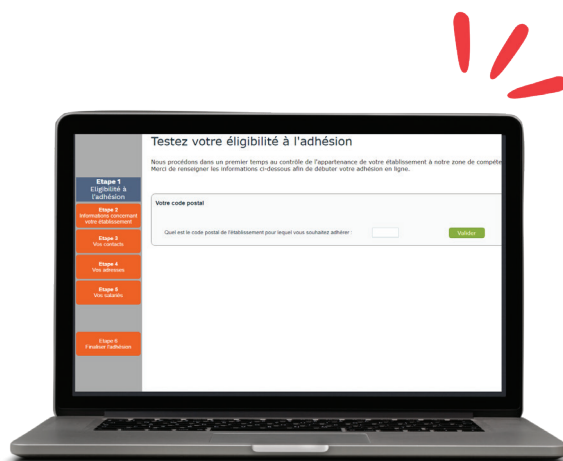 Testez votre éligibilité à l'adhésion
Nous procédons dans un premier temps au contrôle de l'appartenance de votre établissement à notre zone de compéte
Merci de renseigner les informations ci-dessous afin de débuter votre adhésion en ligne.
Etape 1
Eligibilité à
l'adhésion
Etape 2
Informations concernant
votre établissement
Etape 3
Vos contacts
Etape 4
Vos adresses
Etape 5
Vos salariés
Etape 6
Finaliser l'adhésion
Votre code postal
Quel est le code postal de l'établissement pour lequel vous souhaitez adhérer :
Valider